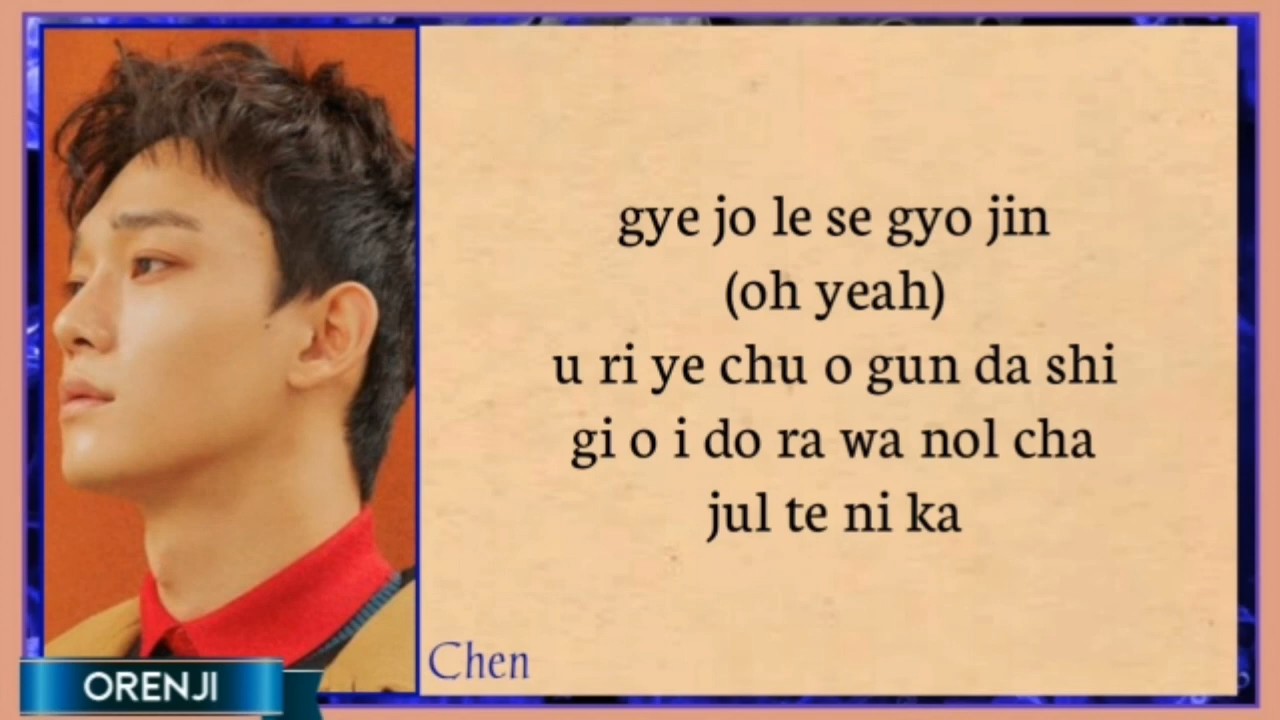 gye jo le se gyo jin
(oh yeah)
u ri ye chu o gun da shi
gi o i do ra wa nol cha
jul te ni ka
Chen
ORENJI